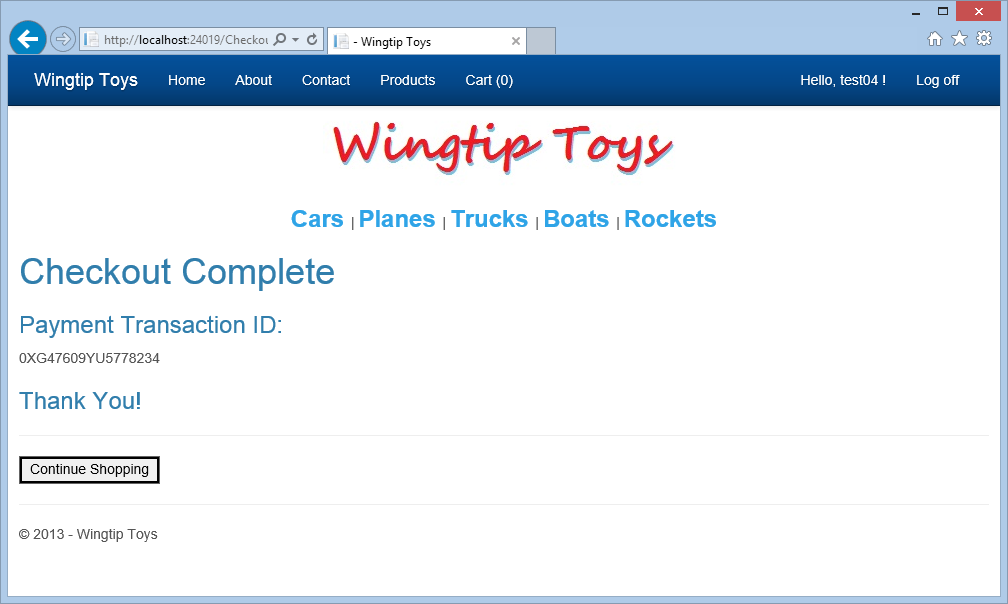 http://localhost:24019/Checkou
- Wingtip Toys
Wingtip Toys Home About Contact Products Cart (0) Hello, test04 ! Log off
Wingtip Toys
Cars | Planes | Trucks | Boats | Rockets
Checkout Complete
Payment Transaction ID:
0XG47609YU5778234
Thank You!
Continue Shopping
© 2013 - Wingtip Toys